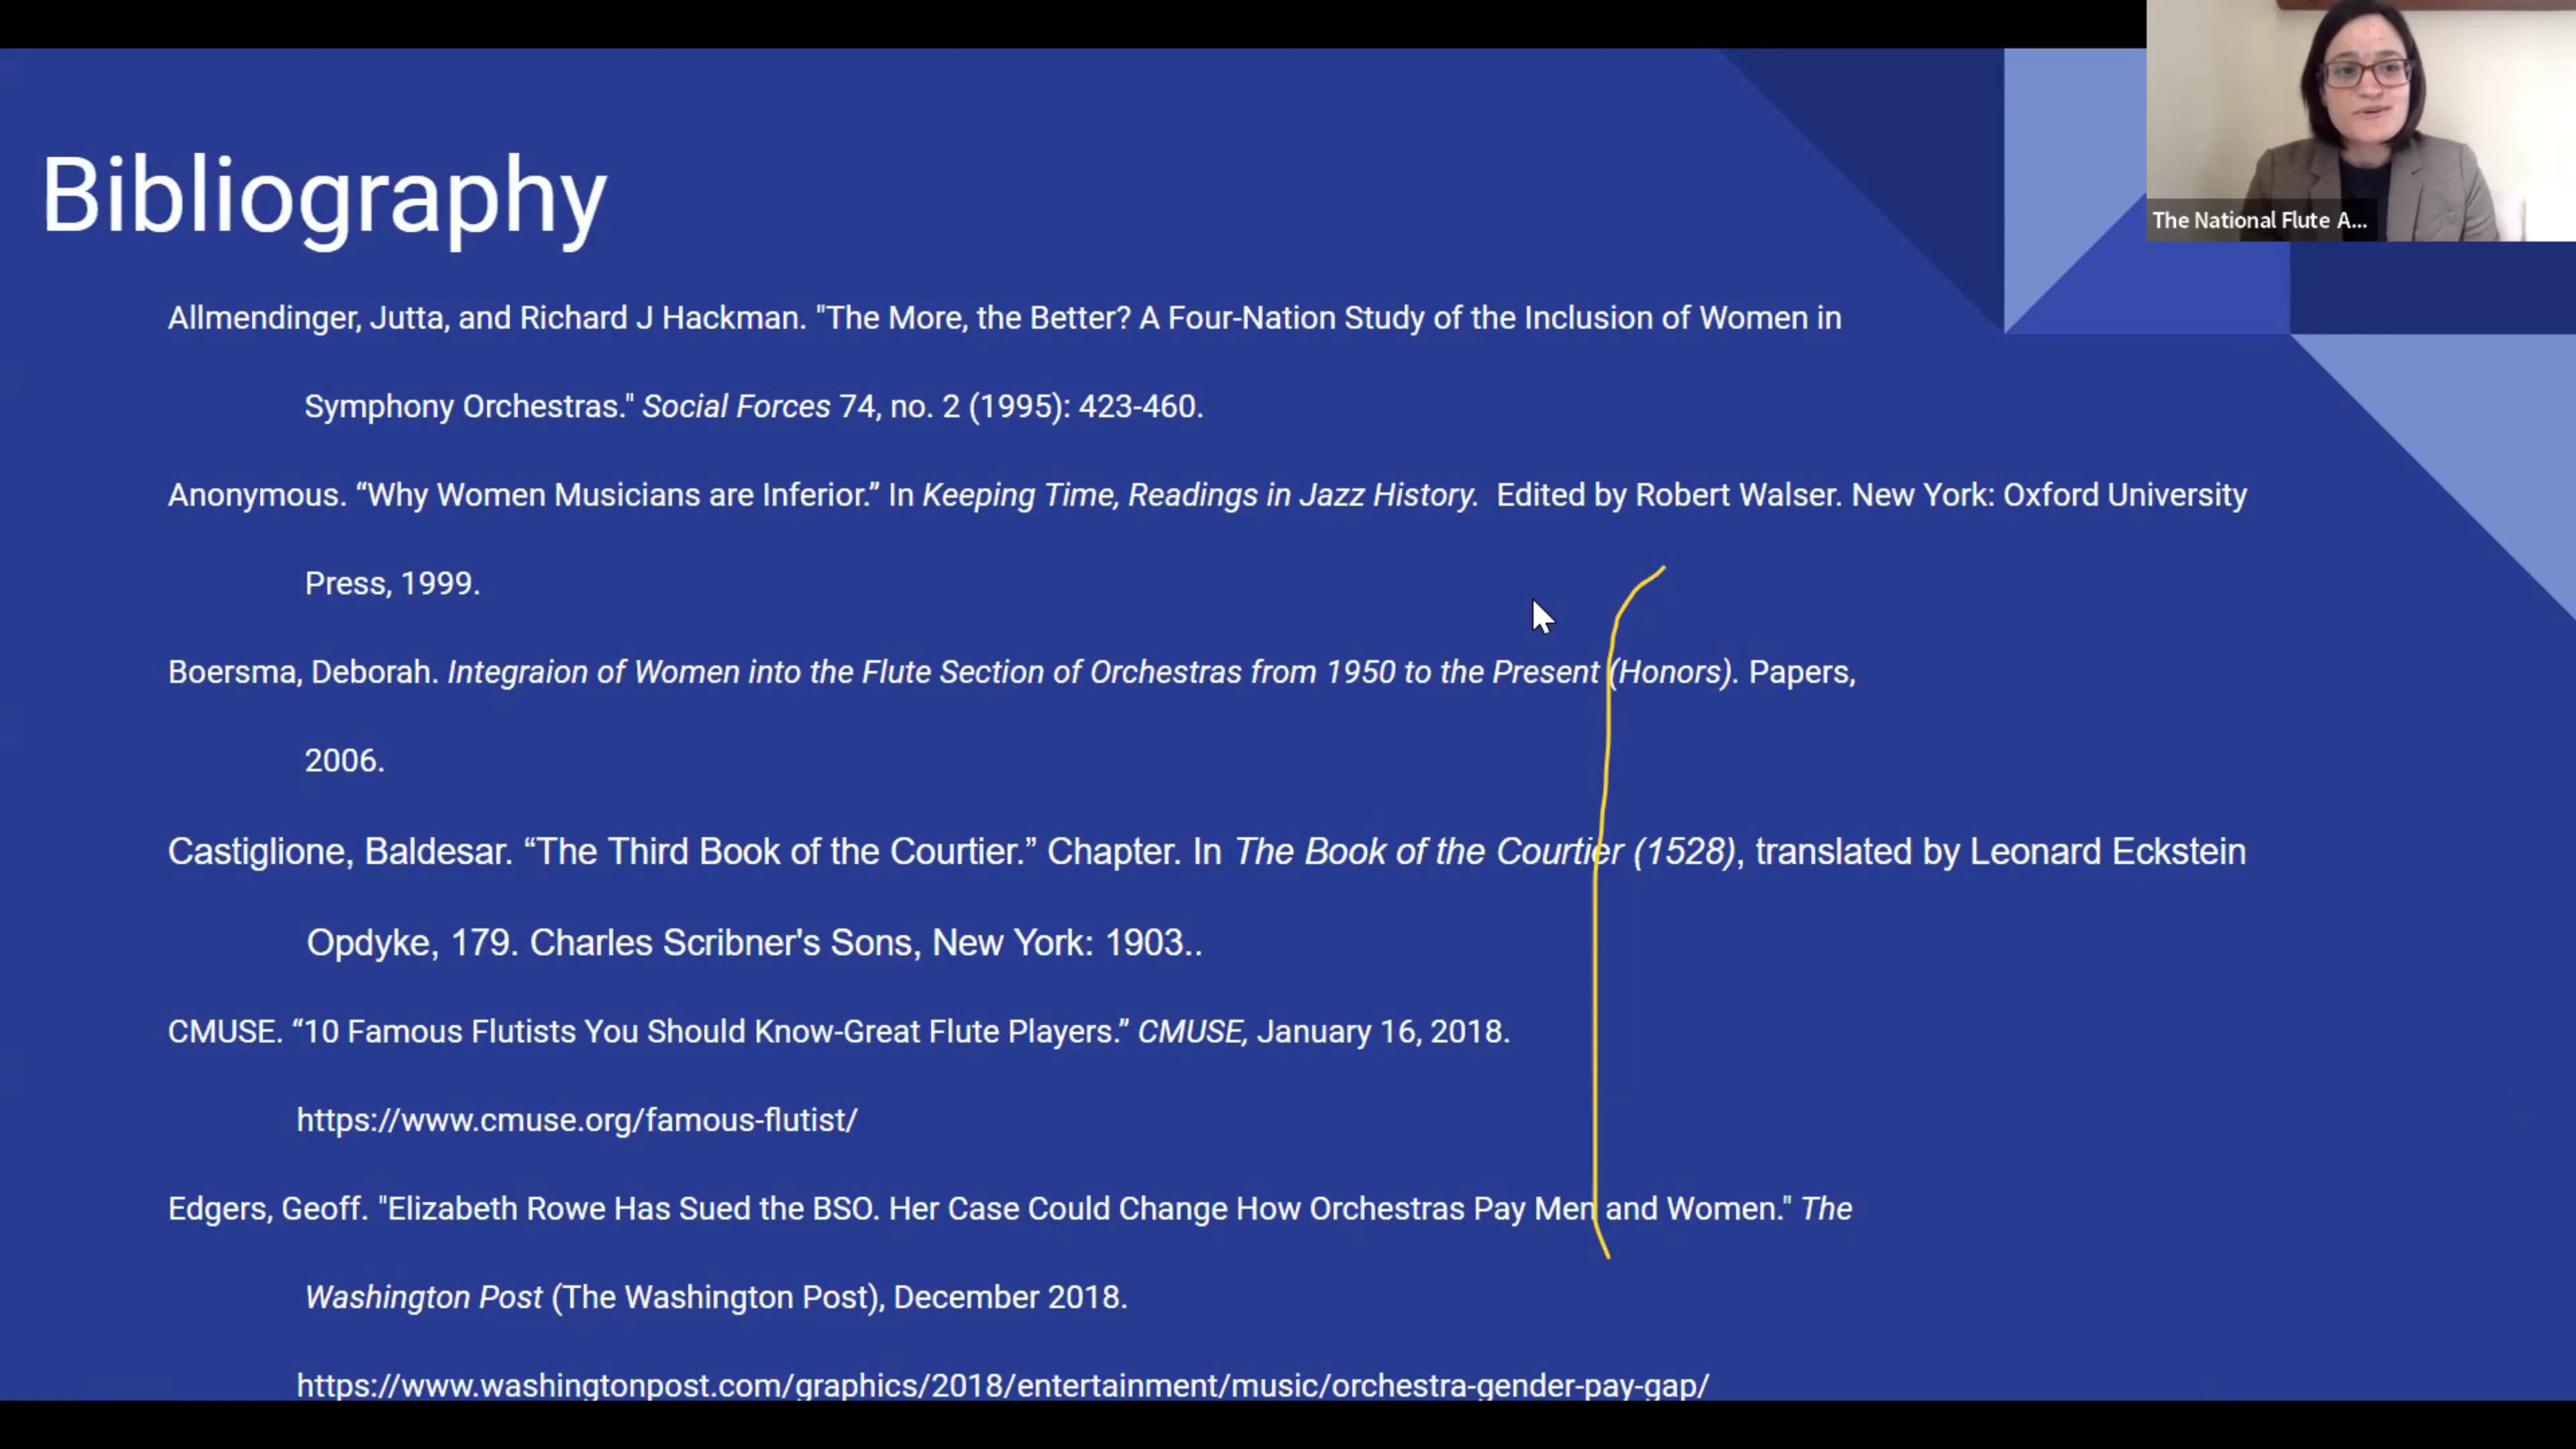 The National Flute A...
Bibliography
Allmendinger, Jutta, and Richard J Hackman. "The More, the Better? A Four-Nation Study of the Inclusion of Women in
Symphony Orchestras." Social Forces 74, no. 2 (1995): 423-460.
Anonymous. “Why Women Musicians are Inferior.” In Keeping Time, Readings in Jazz History.  Edited by Robert Walser. New York: Oxford University
Press, 1999.
Boersma, Deborah. Integraion of Women into the Flute Section of Orchestras from 1950 to the Present (Honors). Papers,
2006.
Castiglione, Baldesar. “The Third Book of the Courtier.” Chapter. In The Book of the Courtier (1528), translated by Leonard Eckstein
Opdyke, 179. Charles Scribner's Sons, New York: 1903..
CMUSE. “10 Famous Flutists You Should Know-Great Flute Players.” CMUSE, January 16, 2018.
https://www.cmuse.org/famous-flutist/
Edgers, Geoff. "Elizabeth Rowe Has Sued the BSO. Her Case Could Change How Orchestras Pay Men and Women." The
Washington Post (The Washington Post), December 2018.
https://www.washingtonpost.com/graphics/2018/entertainment/music/orchestra-gender-pay-gap/